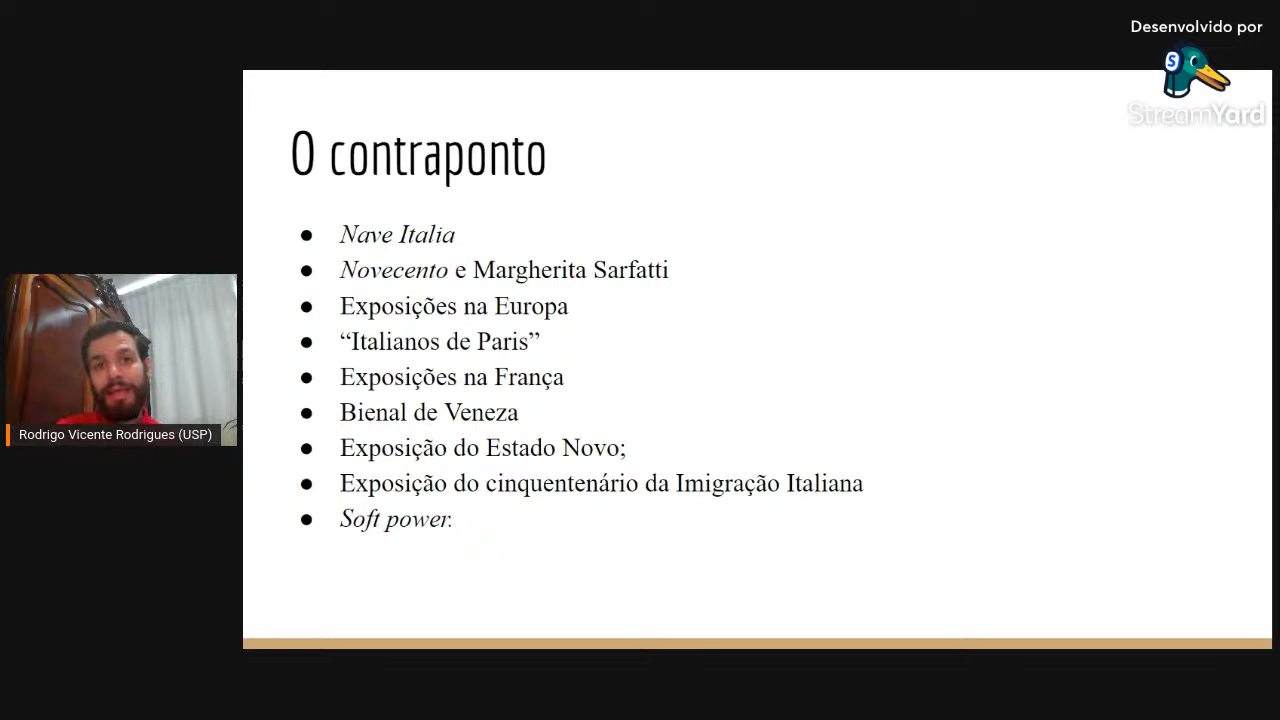 Desenvolvido por
S
StreamYard
O contraponto
● Nave Italia
● Novecento e Margherita Sarfatti
● Exposições na Europa
● “Italianos de Paris”
● Exposições na França
● Bienal de Veneza
● Exposição do Estado Novo;
● Exposição do cinquentenário da Imigração Italiana
● Soft power.
Rodrigo Vicente Rodrigues (USP)